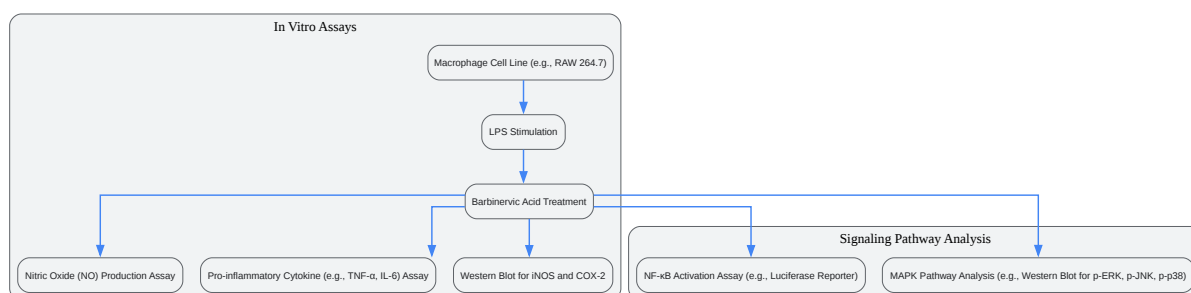 In Vitro Assays
Macrophage Cell Line (e.g., RAW 264.7)
LPS Stimulation
Barbinervic Acid Treatment
Signaling Pathway Analysis
Nitric Oxide (NO) Production Assay
Pro-inflammatory Cytokine (e.g., TNF-α, IL-6) Assay
Western Blot for iNOS and COX-2
NF-κB Activation Assay (e.g., Luciferase Reporter)
MAPK Pathway Analysis (e.g., Western Blot for p-ERK, p-JNK, p-p38)